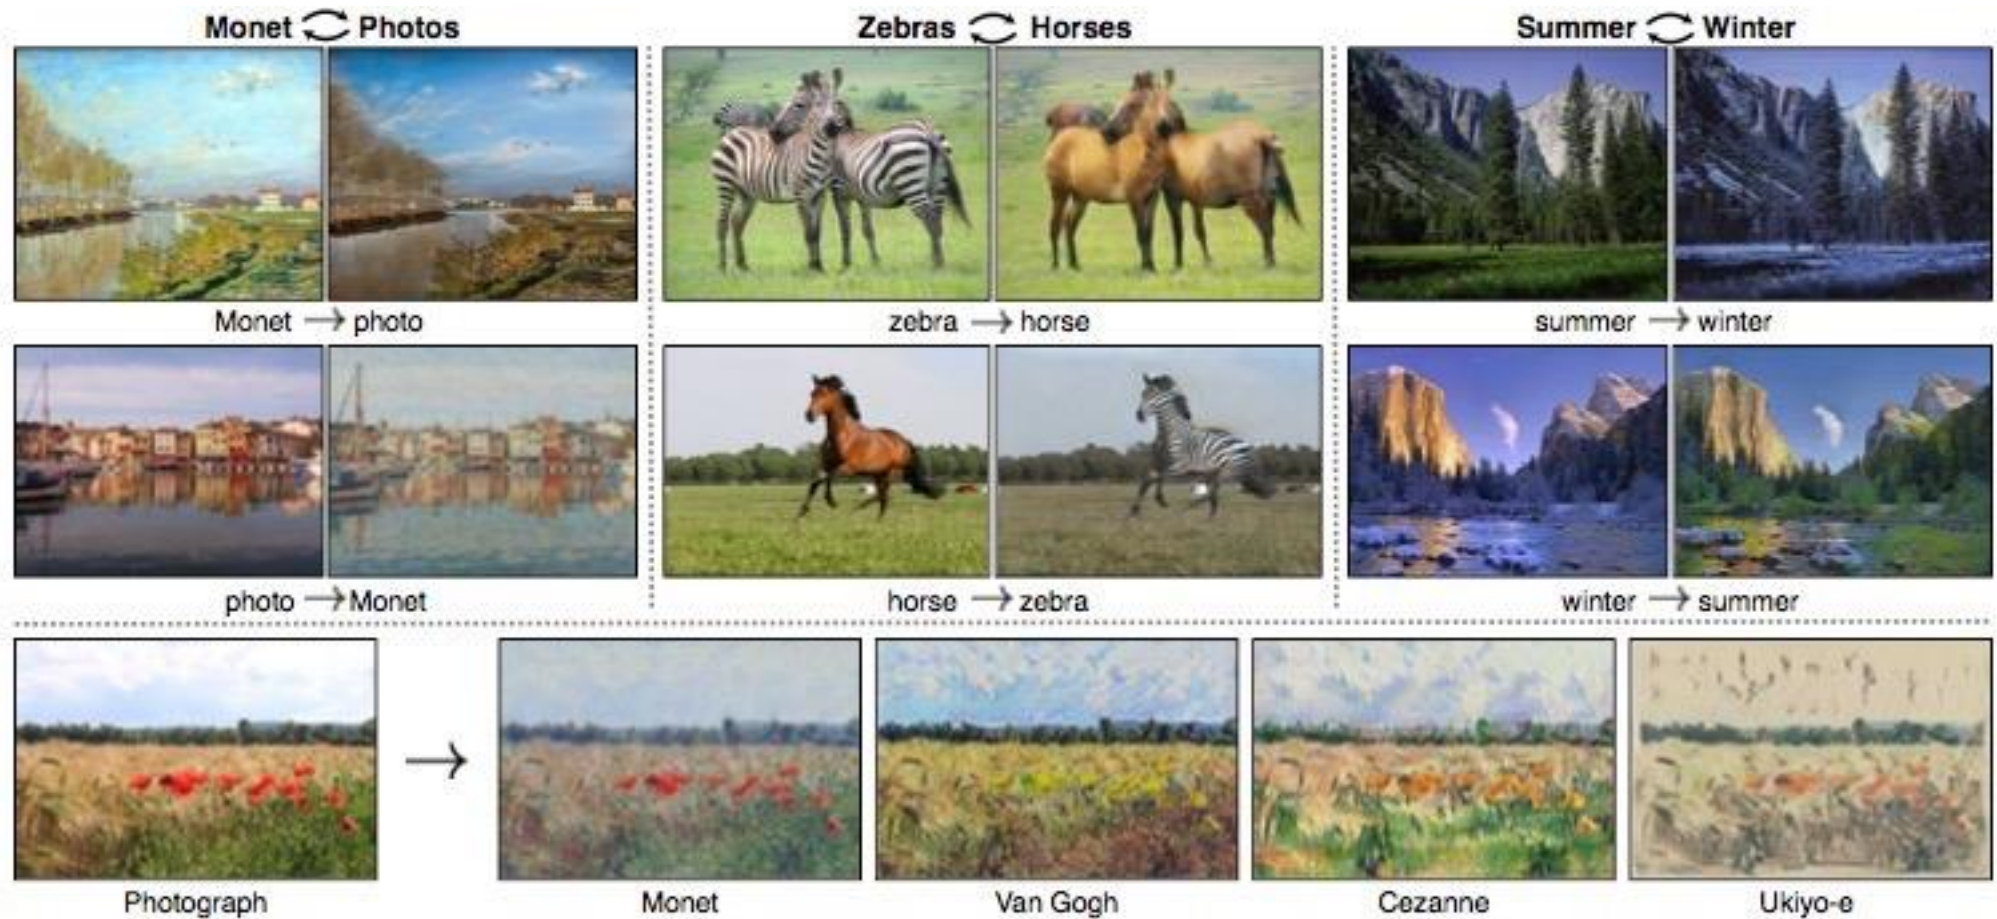 Monet ⇄ Photos
Zebras ⇄ Horses
Summer ⇄ Winter
Monet → photo
zebra → horse
summer → winter
photo → Monet
horse → zebra
winter → summer
→
Photograph
Monet
Van Gogh
Cezanne
Ukiyo-e